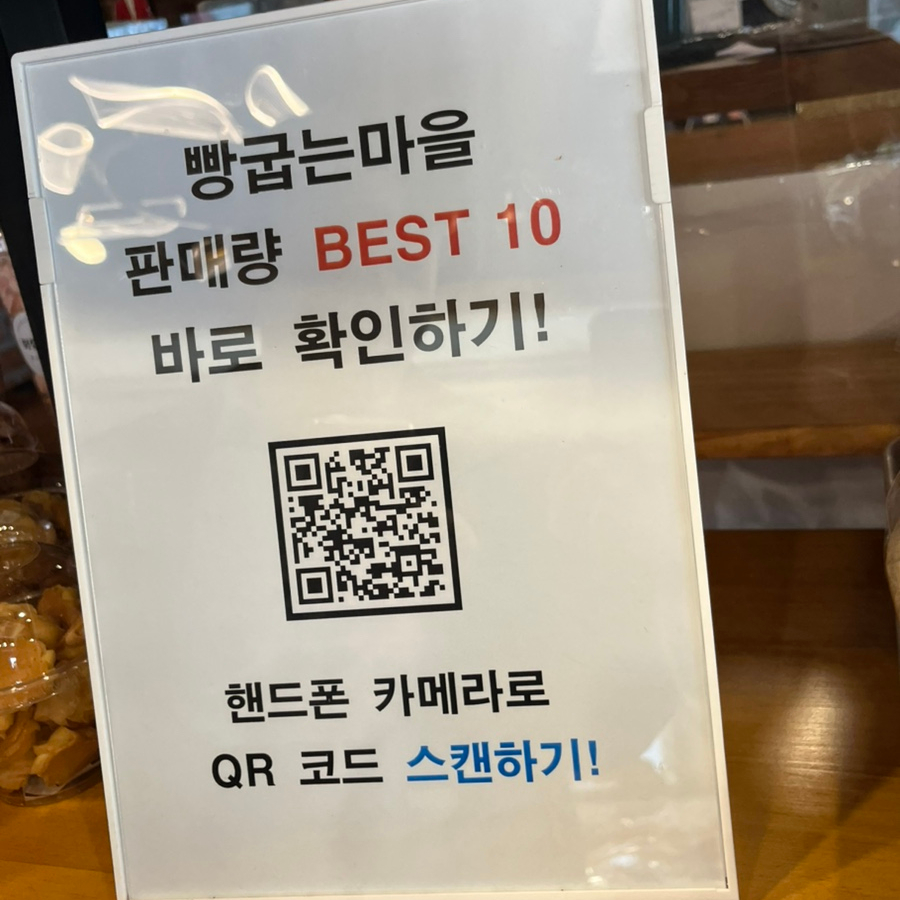 빵굽는마을
판매량 BEST 10
바로 확인하기!
핸드폰 카메라로
QR 코드 스캔하기!